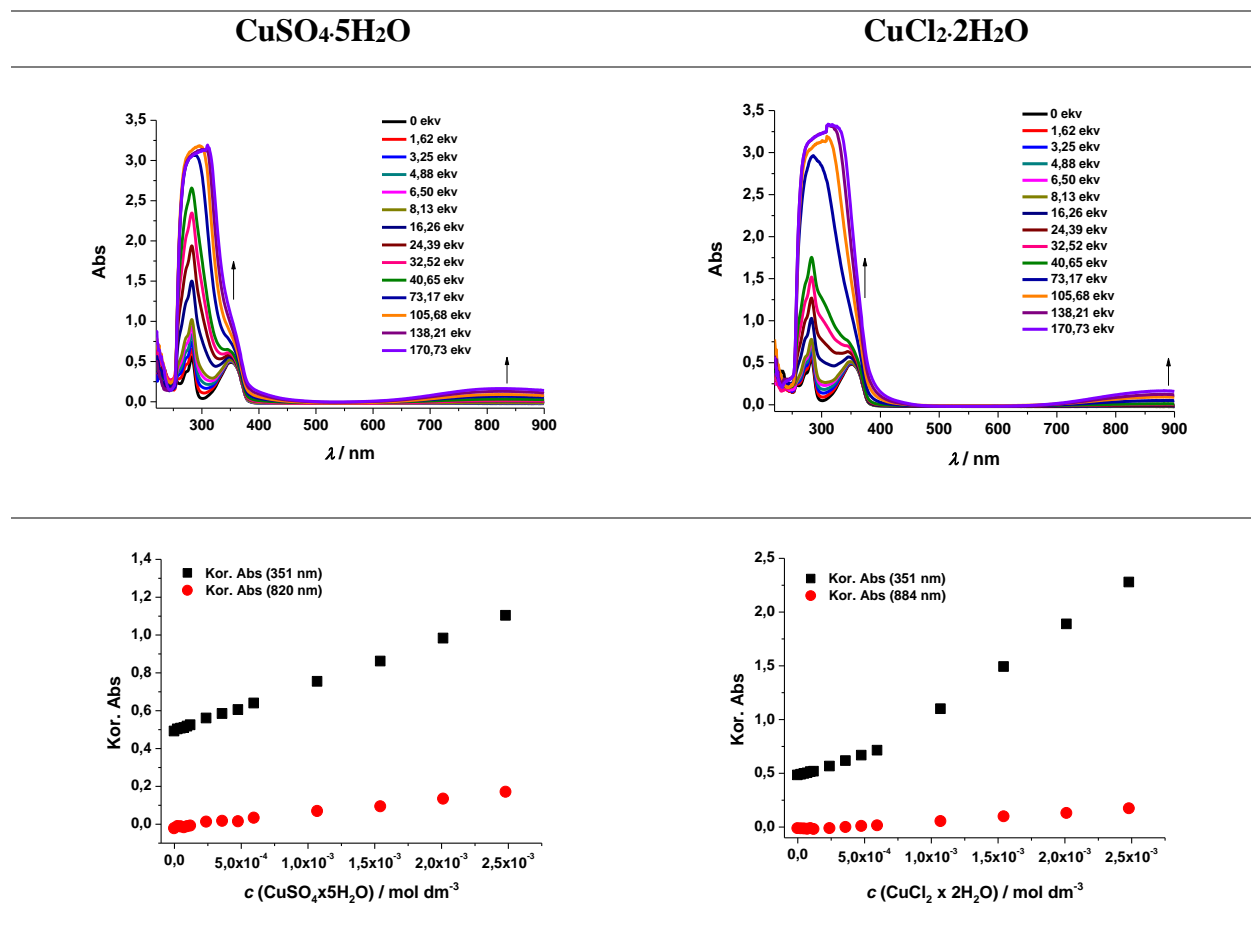 CuSO4·5H2O
CuCl2·2H2O
3,5
3,0
2,5
2,0
1,5
1,0
0,5
0,0
Abs
300 400 500 600 700 800 900
λ / nm
0 ekv
1,62 ekv
3,25 ekv
4,88 ekv
6,50 ekv
8,13 ekv
16,26 ekv
24,39 ekv
32,52 ekv
40,65 ekv
73,17 ekv
105,68 ekv
138,21 ekv
170,73 ekv
3,5
3,0
2,5
2,0
1,5
1,0
0,5
0,0
Abs
300 400 500 600 700 800 900
λ / nm
0 ekv
1,62 ekv
3,25 ekv
4,88 ekv
6,50 ekv
8,13 ekv
16,26 ekv
24,39 ekv
32,52 ekv
40,65 ekv
73,17 ekv
105,68 ekv
138,21 ekv
170,73 ekv
1,4
1,2
1,0
0,8
0,6
0,4
0,2
0,0
Kor. Abs
Kor. Abs (351 nm)
Kor. Abs (820 nm)
0,0 5,0x10-4 1,0x10-3 1,5x10-3 2,0x10-3 2,5x10-3
c (CuSO4x5H2O) / mol dm-3
2,5
2,0
1,5
1,0
0,5
0,0
Kor. Abs
Kor. Abs (351 nm)
Kor. Abs (884 nm)
0,0 5,0x10-4 1,0x10-3 1,5x10-3 2,0x10-3 2,5x10-3
c (CuCl2 x 2H2O) / mol dm-3